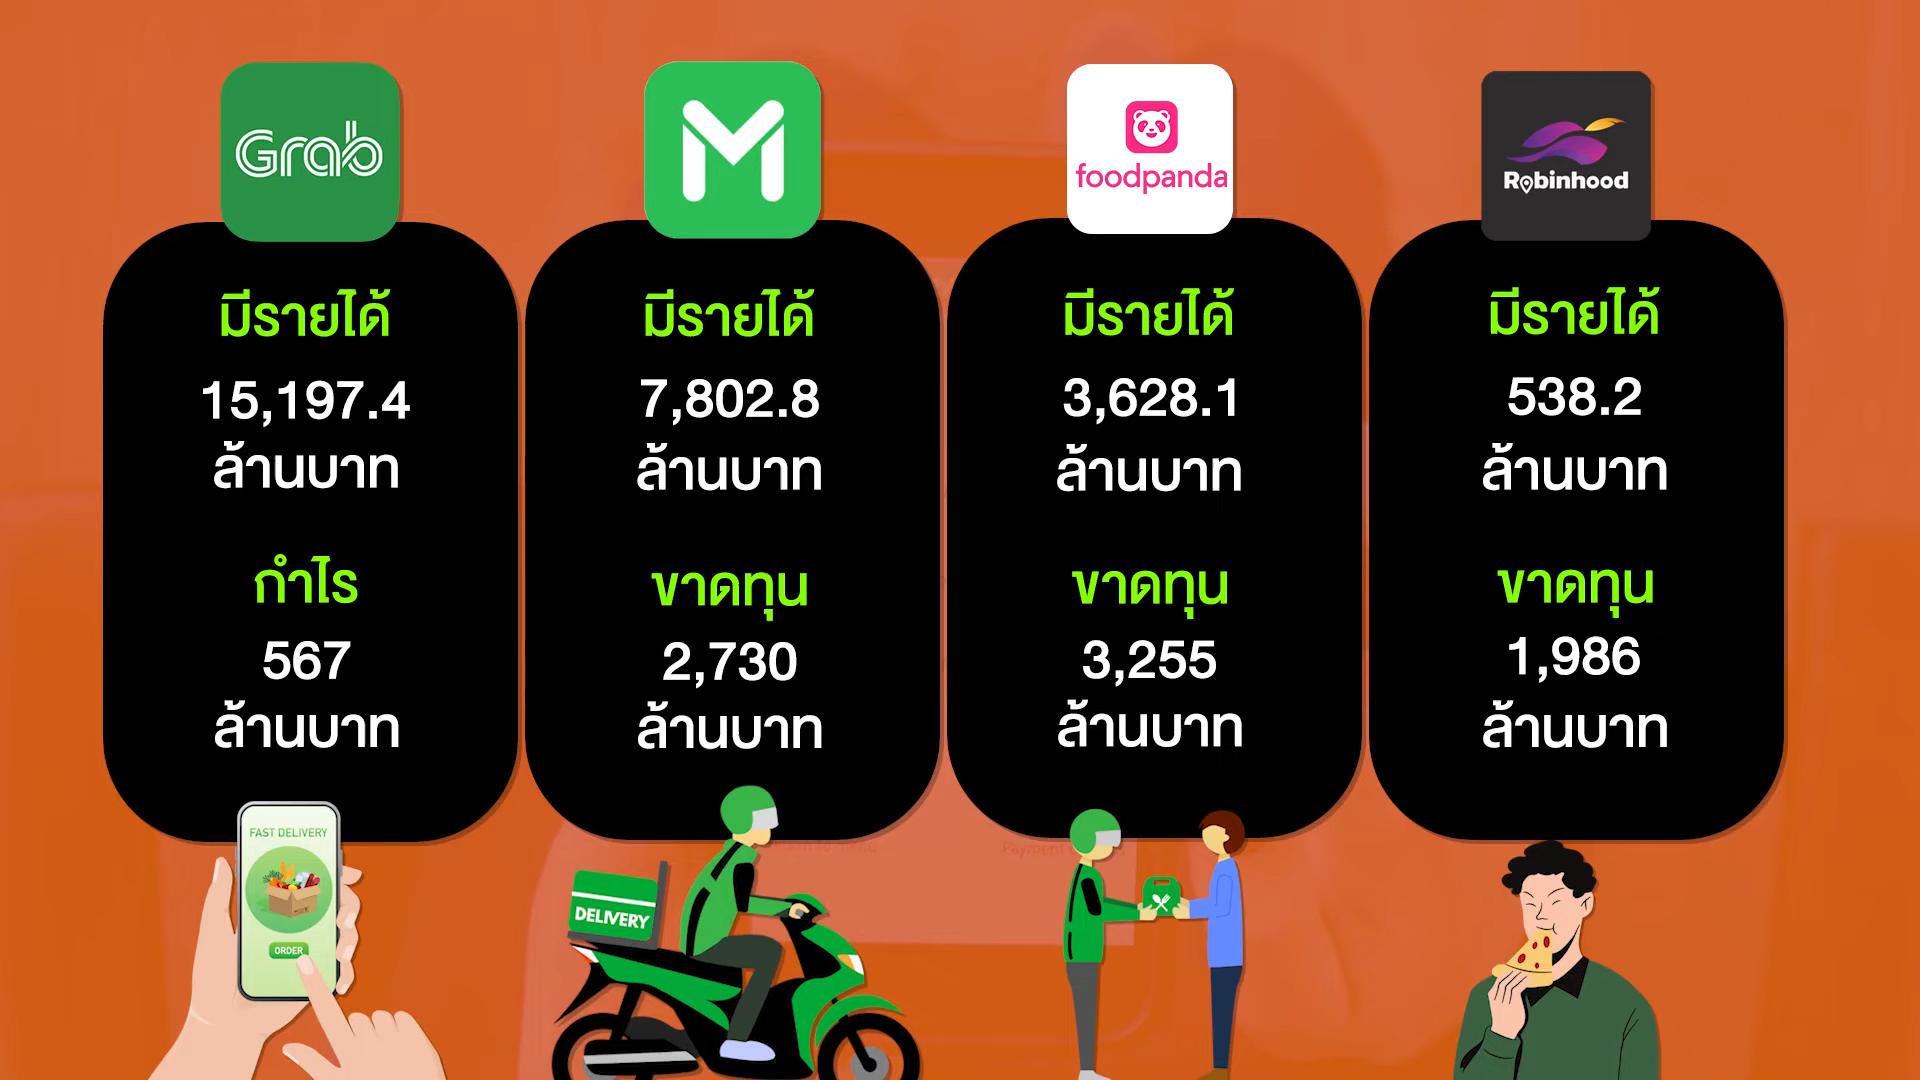 Grab
มีรายได้
15,197.4
ล้านบาท
กำไร
567
ล้านบาท
M
มีรายได้
7,802.8
ล้านบาท
ขาดทุน
2,730
ล้านบาท
foodpanda
มีรายได้
3,628.1
ล้านบาท
ขาดทุน
3,255
ล้านบาท
Robinhood
มีรายได้
538.2
ล้านบาท
ขาดทุน
1,986
ล้านบาท
FAST DELIVERY
ORDER
DELIVERY
Payment